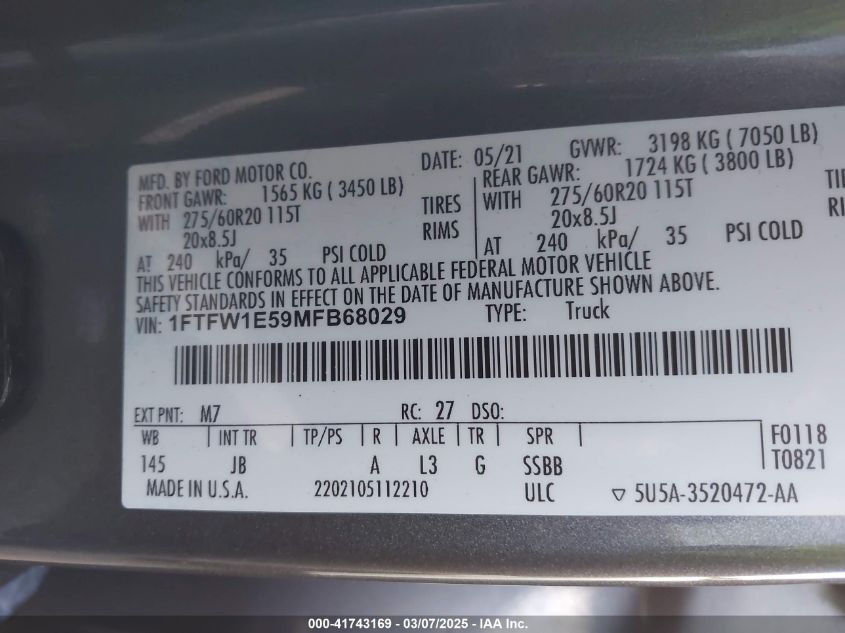 MFD. BY FORD MOTOR CO. DATE: 05/21 GVWR: 3198 KG ( 7050 LB)
FRONT GAWR: 1565 KG ( 3450 LB) REAR GAWR: 1724 KG ( 3800 LB)
WITH 275/60R20 115T TIRES WITH 275/60R20 115T
20x8.5J RIMS 20x8.5J
AT 240 kPa/ 35 PSI COLD AT 240 kPa/ 35 PSI COLD
THIS VEHICLE CONFORMS TO ALL APPLICABLE FEDERAL MOTOR VEHICLE
SAFETY STANDARDS IN EFFECT ON THE DATE OF MANUFACTURE SHOWN ABOVE.
VIN: 1FTFW1E59MFB68029 TYPE: Truck
EXT PNT: M7 RC: 27 DSO:
WB INT TR TP/PS R AXLE TR SPR F0118
145 JB A L3 G SSBB T0821
MADE IN U.S.A. 2202105112210 ULC ▽ 5U5A-3520472-AA
000-41743169 - 03/07/2025 - IAA Inc.